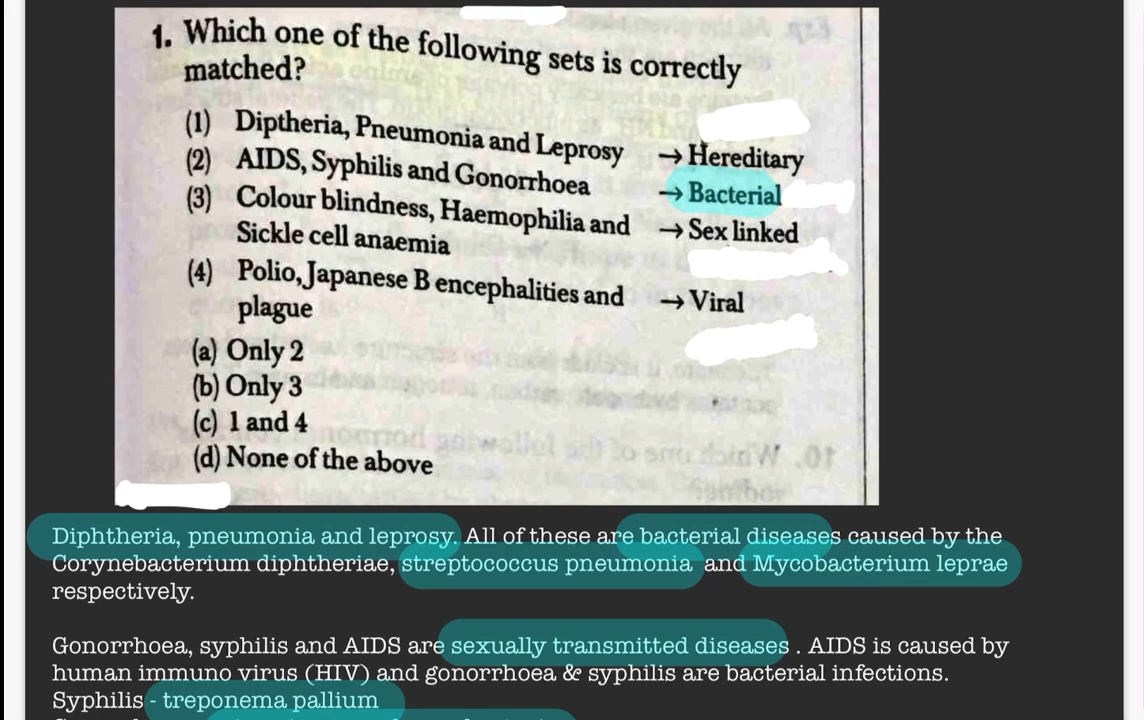 1. Which one of the following sets is correctly
matched?
(1) Diptheria, Pneumonia and Leprosy → Hereditary
(2) AIDS, Syphilis and Gonorrhoea → Bacterial
(3) Colour blindness, Haemophilia and → Sex linked
Sickle cell anaemia
(4) Polio, Japanese B encephalities and → Viral
plague
(a) Only 2
(b) Only 3
(c) 1 and 4
(d) None of the above
Diphtheria, pneumonia and leprosy. All of these are bacterial diseases caused by the
Corynebacterium diphtheriae, streptococcus pneumonia and Mycobacterium leprae
respectively.
Gonorrhoea, syphilis and AIDS are sexually transmitted diseases . AIDS is caused by
human immuno virus (HIV) and gonorrhoea & syphilis are bacterial infections.
Syphilis - treponema pallium